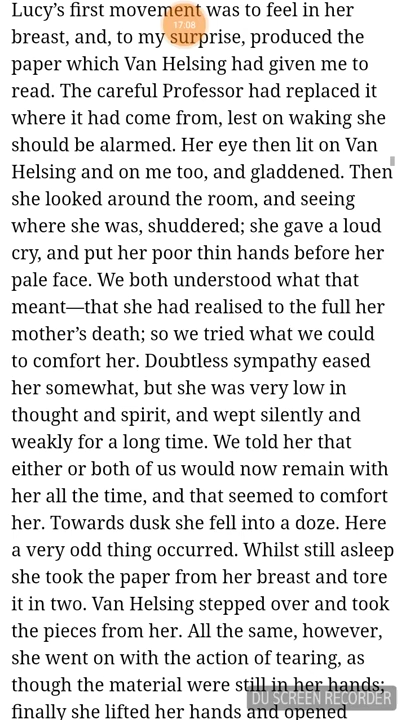 Lucy’s first movement was to feel in her
17:08
breast, and, to my surprise, produced the
paper which Van Helsing had given me to
read. The careful Professor had replaced it
where it had come from, lest on waking she
should be alarmed. Her eye then lit on Van
Helsing and on me too, and gladdened. Then
she looked around the room, and seeing
where she was, shuddered; she gave a loud
cry, and put her poor thin hands before her
pale face. We both understood what that
meant—that she had realised to the full her
mother’s death; so we tried what we could
to comfort her. Doubtless sympathy eased
her somewhat, but she was very low in
thought and spirit, and wept silently and
weakly for a long time. We told her that
either or both of us would now remain with
her all the time, and that seemed to comfort
her. Towards dusk she fell into a doze. Here
a very odd thing occurred. Whilst still asleep
she took the paper from her breast and tore
it in two. Van Helsing stepped over and took
the pieces from her. All the same, however,
she went on with the action of tearing, as
though the material were still in her hands;
DU SCREEN RECORDER
finally she lifted her hands and opened